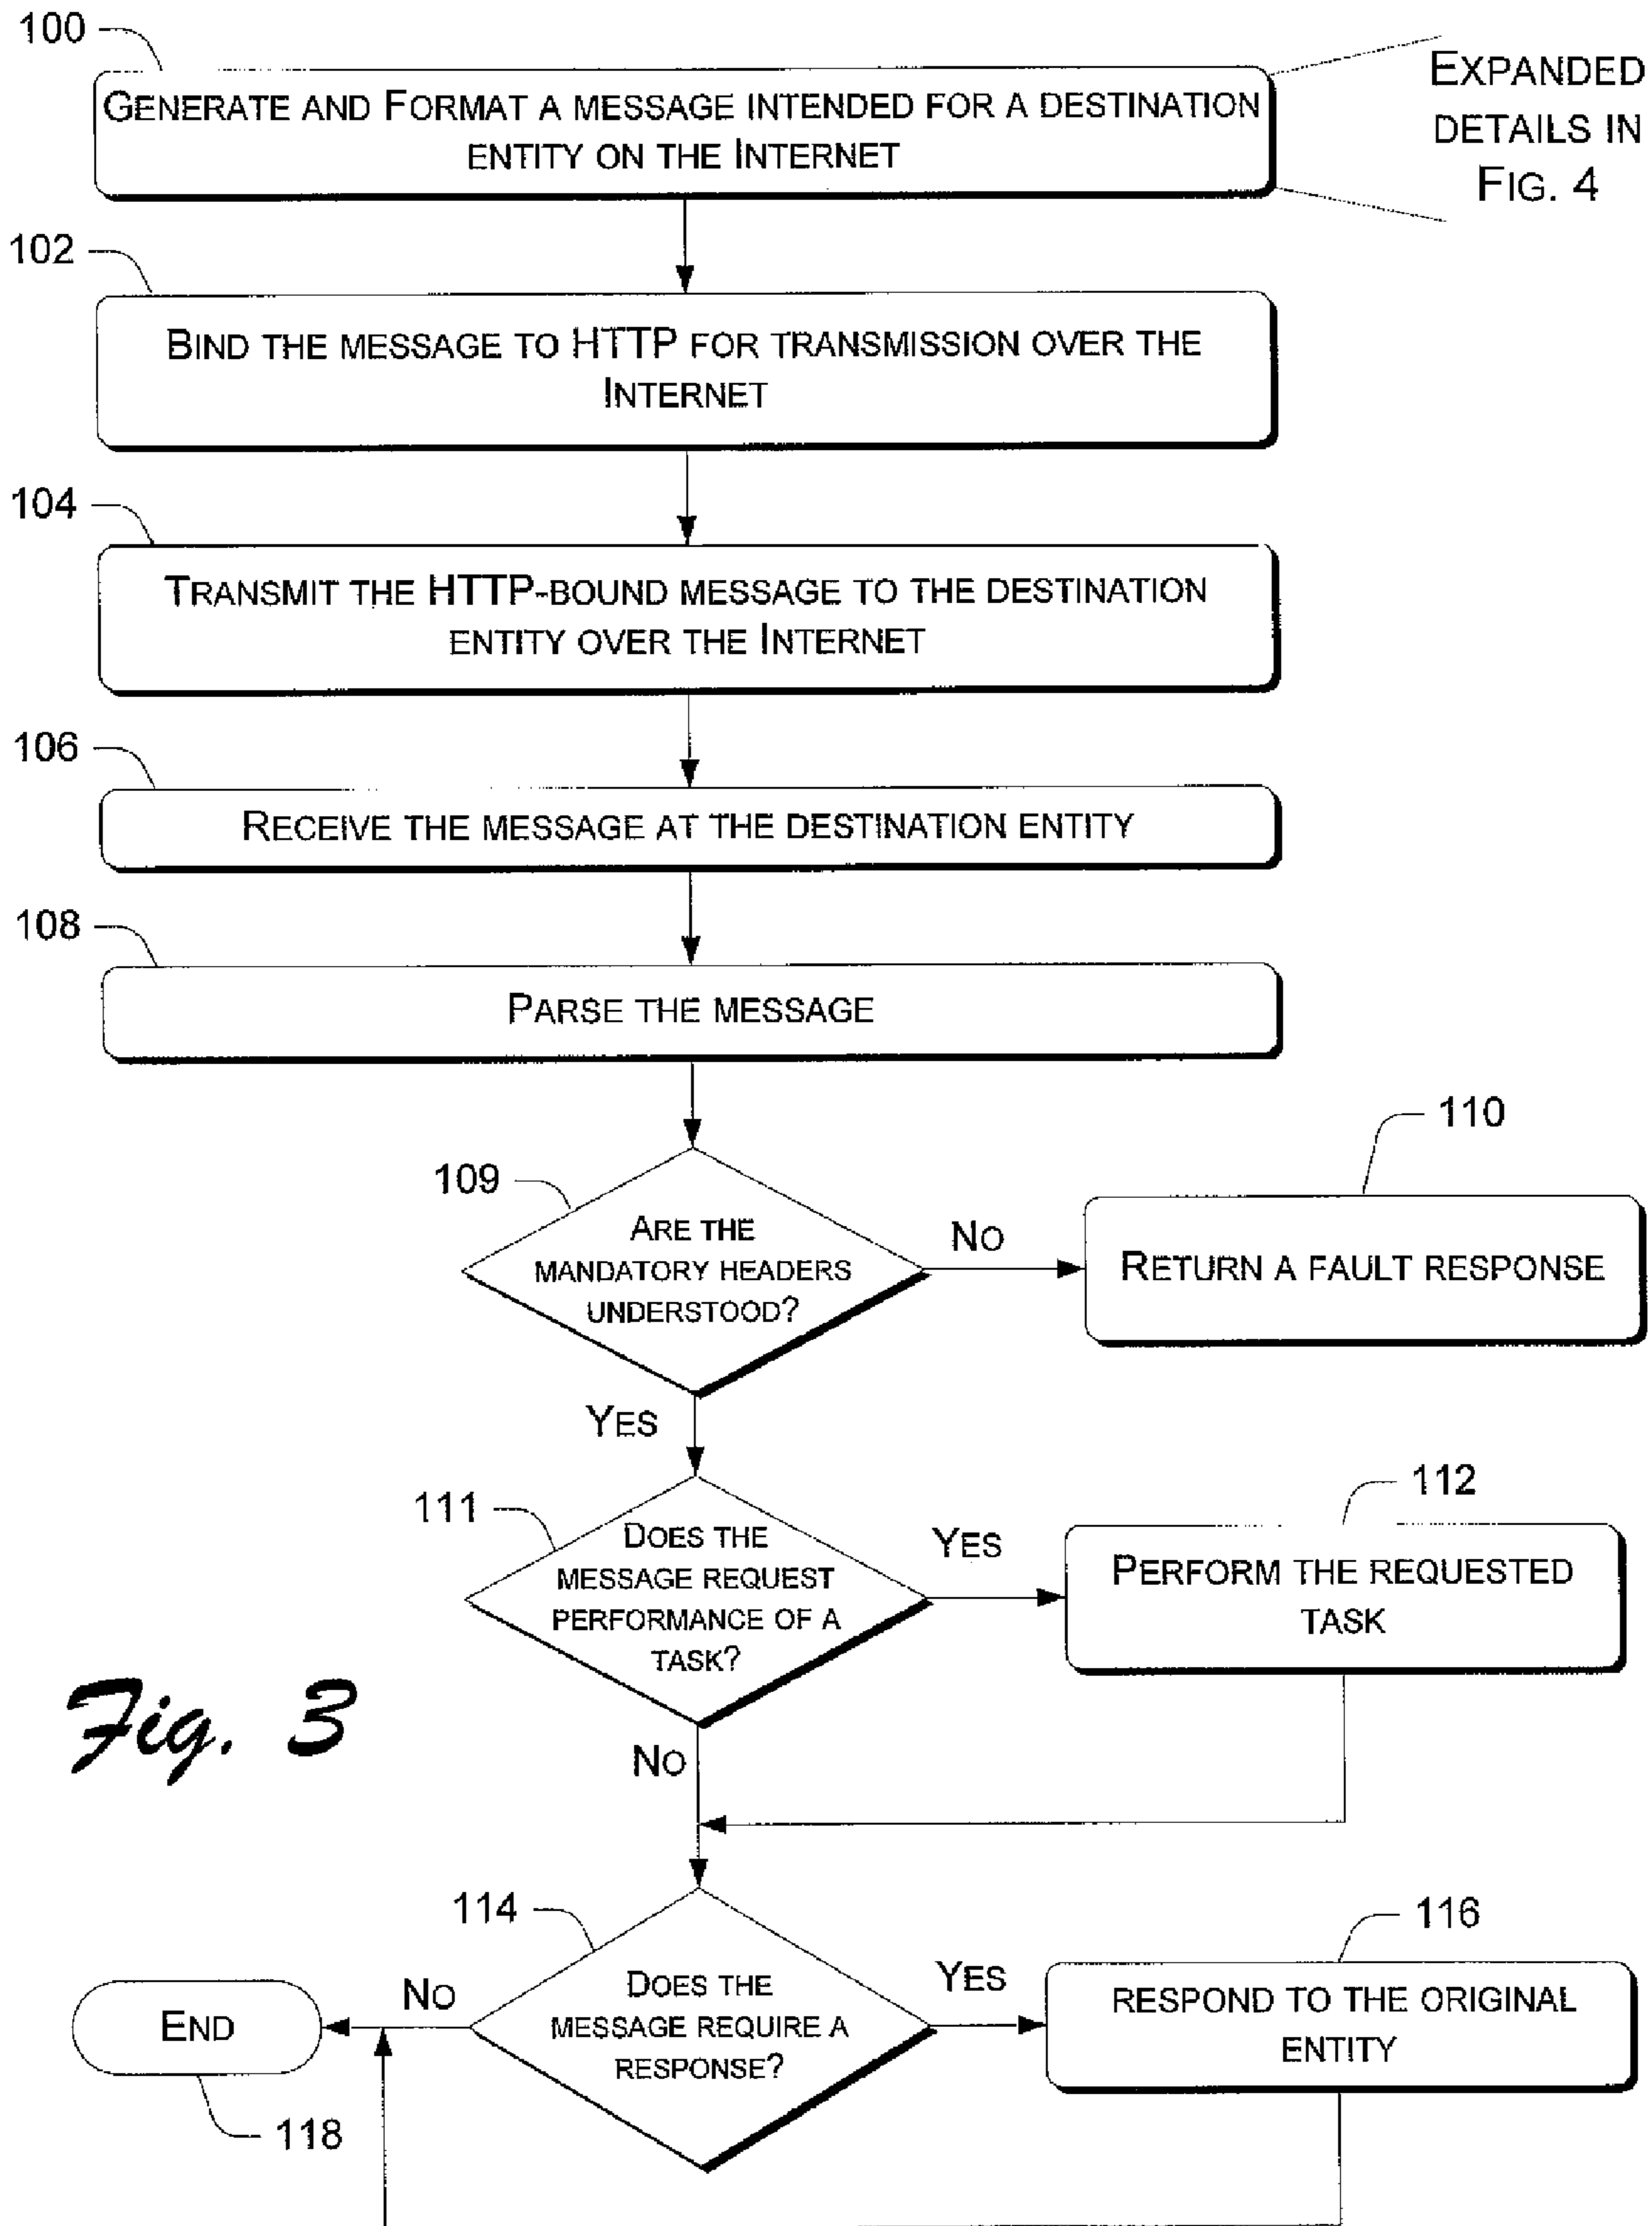 100
GENERATE AND FORMAT A MESSAGE INTENDED FOR A DESTINATION
ENTITY ON THE INTERNET
EXPANDED
DETAILS IN
FIG. 4
102
BIND THE MESSAGE TO HTTP FOR TRANSMISSION OVER THE
INTERNET
104
TRANSMIT THE HTTP-BOUND MESSAGE TO THE DESTINATION
ENTITY OVER THE INTERNET
106
RECEIVE THE MESSAGE AT THE DESTINATION ENTITY
108
PARSE THE MESSAGE
109
ARE THE
MANDATORY HEADERS
UNDERSTOOD?
NO
110
RETURN A FAULT RESPONSE
YES
111
DOES THE
MESSAGE REQUEST
PERFORMANCE OF A
TASK?
YES
112
PERFORM THE REQUESTED
TASK
NO
Fig. 3
114
DOES THE
MESSAGE REQUIRE A
RESPONSE?
YES
116
RESPOND TO THE ORIGINAL
ENTITY
NO
END
118